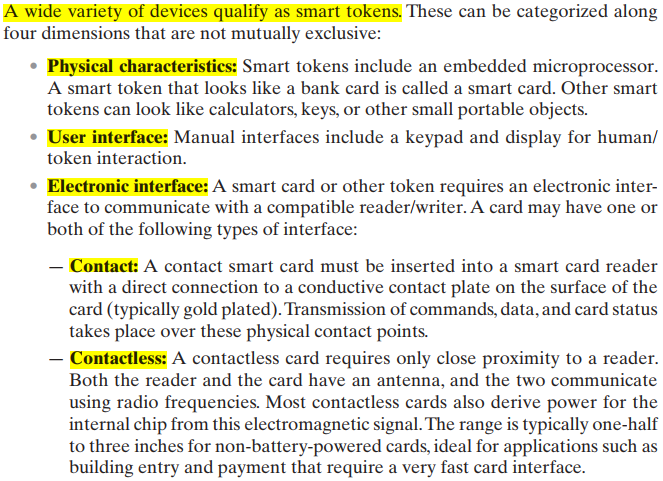 A wide variety of devices qualify as smart tokens. These can be categorized along
four dimensions that are not mutually exclusive:
• Physical characteristics: Smart tokens include an embedded microprocessor.
A smart token that looks like a bank card is called a smart card. Other smart
tokens can look like calculators, keys, or other small portable objects.
• User interface: Manual interfaces include a keypad and display for human/
token interaction.
• Electronic interface: A smart card or other token requires an electronic inter-
face to communicate with a compatible reader/writer. A card may have one or
both of the following types of interface:
— Contact: A contact smart card must be inserted into a smart card reader
with a direct connection to a conductive contact plate on the surface of the
card (typically gold plated). Transmission of commands, data, and card status
takes place over these physical contact points.
— Contactless: A contactless card requires only close proximity to a reader.
Both the reader and the card have an antenna, and the two communicate
using radio frequencies. Most contactless cards also derive power for the
internal chip from this electromagnetic signal. The range is typically one-half
to three inches for non-battery-powered cards, ideal for applications such as
building entry and payment that require a very fast card interface.